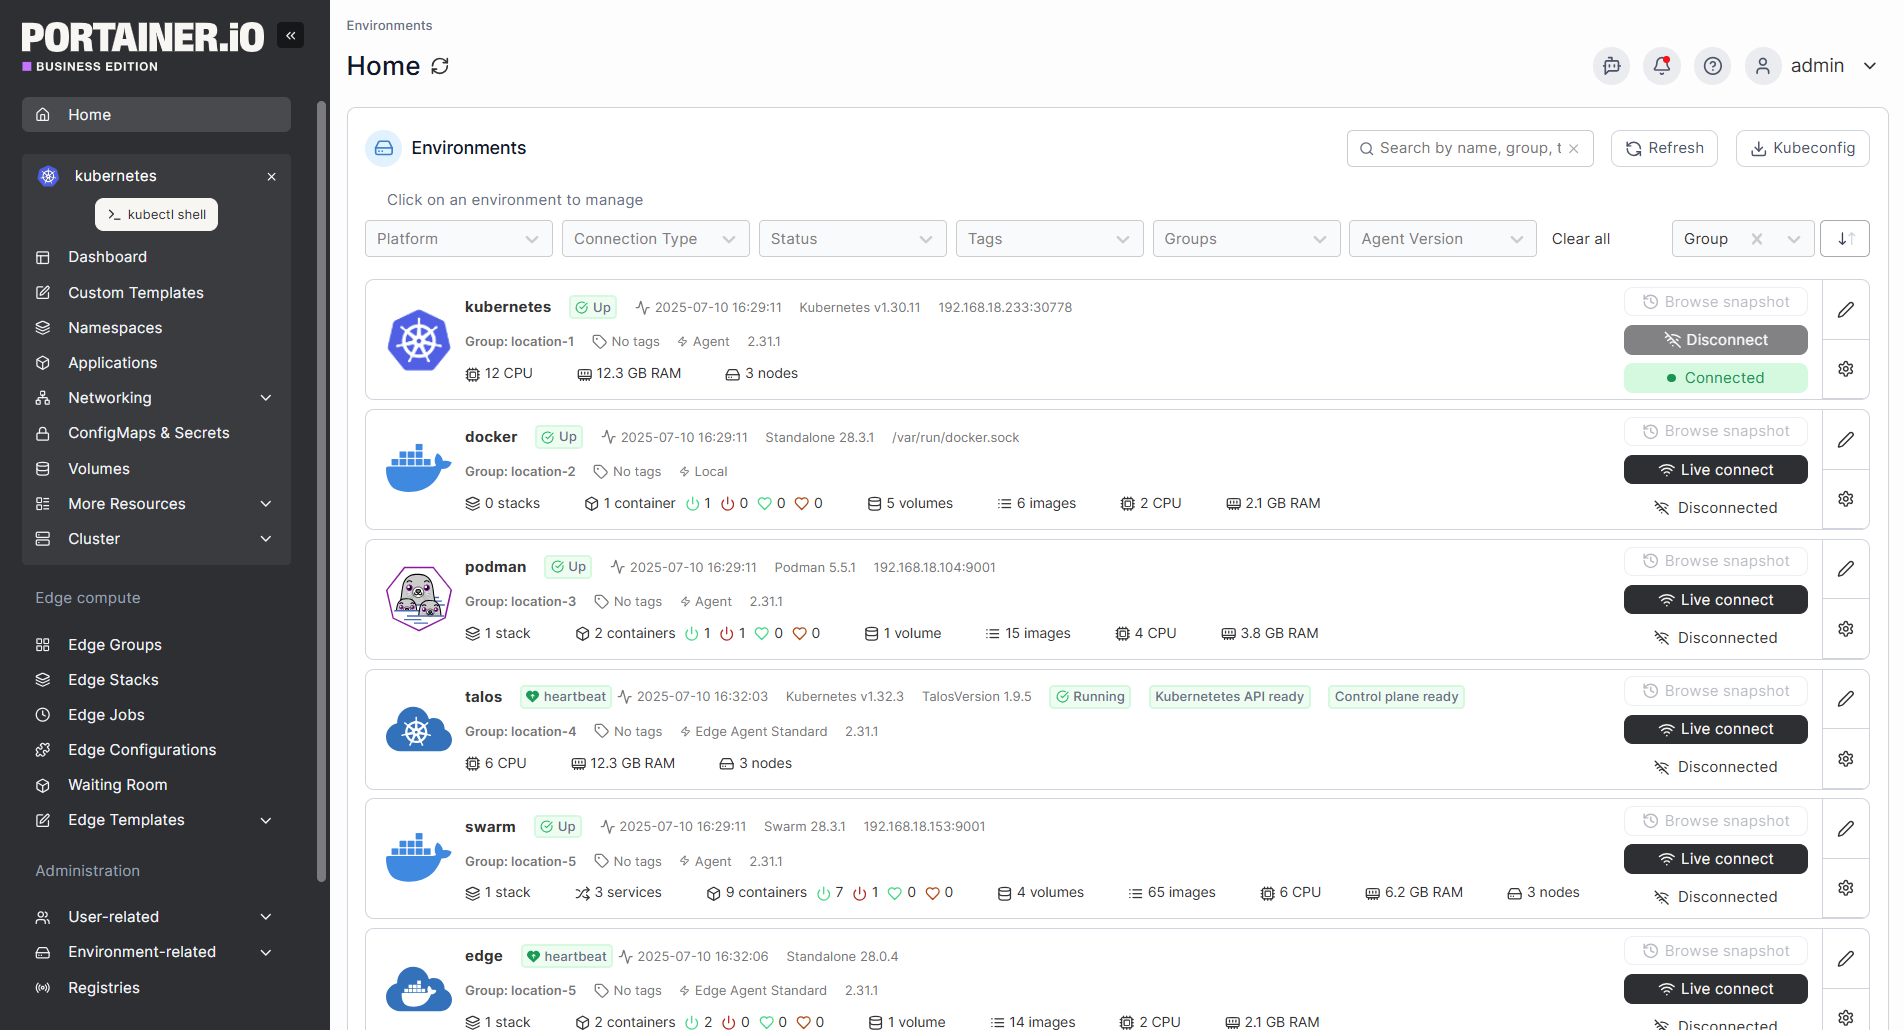 PORTAINER.iO
BUSINESS EDITION
«
Home
kubernetes
kubectl shell
Dashboard
Custom Templates
Namespaces
Applications
Networking
ConfigMaps & Secrets
Volumes
More Resources
Cluster
Edge compute
Edge Groups
Edge Stacks
Edge Jobs
Edge Configurations
Waiting Room
Edge Templates
Administration
User-related
Environment-related
Registries
Environments
Home
admin
Environments
Search by name, group, t
Refresh
Kubeconfig
Click on an environment to manage
Platform Connection Type Status Tags Groups Agent Version Clear all Group
kubernetes Up 2025-07-10 16:29:11 Kubernetes v1.30.11 192.168.18.233:30778
Group: location-1 No tags Agent 2.31.1
12 CPU 12.3 GB RAM 3 nodes
Browse snapshot
Disconnect
Connected
docker Up 2025-07-10 16:29:11 Standalone 28.3.1 /var/run/docker.sock
Group: location-2 No tags Local
0 stacks 1 container 1 0 0 0 5 volumes 6 images 2 CPU 2.1 GB RAM
Browse snapshot
Live connect
Disconnected
podman Up 2025-07-10 16:29:11 Podman 5.5.1 192.168.18.104:9001
Group: location-3 No tags Agent 2.31.1
1 stack 2 containers 1 1 0 0 1 volume 15 images 4 CPU 3.8 GB RAM
Browse snapshot
Live connect
Disconnected
talos heartbeat 2025-07-10 16:32:03 Kubernetes v1.32.3 TalosVersion 1.9.5 Running Kubernetetes API ready Control plane ready
Group: location-4 No tags Edge Agent Standard 2.31.1
6 CPU 12.3 GB RAM 3 nodes
Browse snapshot
Live connect
Disconnected
swarm Up 2025-07-10 16:29:11 Swarm 28.3.1 192.168.18.153:9001
Group: location-5 No tags Agent 2.31.1
1 stack 3 services 9 containers 7 1 0 0 4 volumes 65 images 6 CPU 6.2 GB RAM 3 nodes
Browse snapshot
Live connect
Disconnected
edge heartbeat 2025-07-10 16:32:06 Standalone 28.0.4
Group: location-5 No tags Edge Agent Standard 2.31.1
1 stack 2 containers 2 0 0 0 1 volume 14 images 2 CPU 2.1 GB RAM
Browse snapshot
Live connect
Disconnected